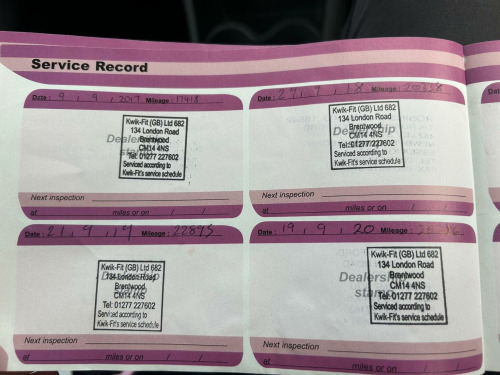 Service Record
Date : 9 , 9 , 2017 Mileage : 17418
Dealership
Kwik-Fit (GB) Ltd 682
134 London Road
Brentwood
CM14 4NS
Tel: 01277 227602
Serviced according to
Kwik-Fit's service schedule
Next inspection
at miles or on / /
Date : 27 , 9 , 18 Mileage :
Dealership
Kwik-Fit (GB) Ltd 682
134 London Road
Brentwood
CM14 4NS
Tel: 01277 227602
Serviced according to
Kwik-Fit's service schedule
Next inspection
at miles or on / /
Date : 21 , 9 , 19 Mileage : 22895
Kwik-Fit (GB) Ltd 682
134 London Road
Brentwood
CM14 4NS
Tel: 01277 227602
Serviced according to
Kwik-Fit's service schedule
Next inspection
at miles or on / /
Date : 19 , 9 , 20 Mileage :
Dealership
stamp
Kwik-Fit (GB) Ltd 682
134 London Road
Brentwood
CM14 4NS
Tel: 01277 227602
Serviced according to
Kwik-Fit's service schedule
Next inspection
at miles or on / /